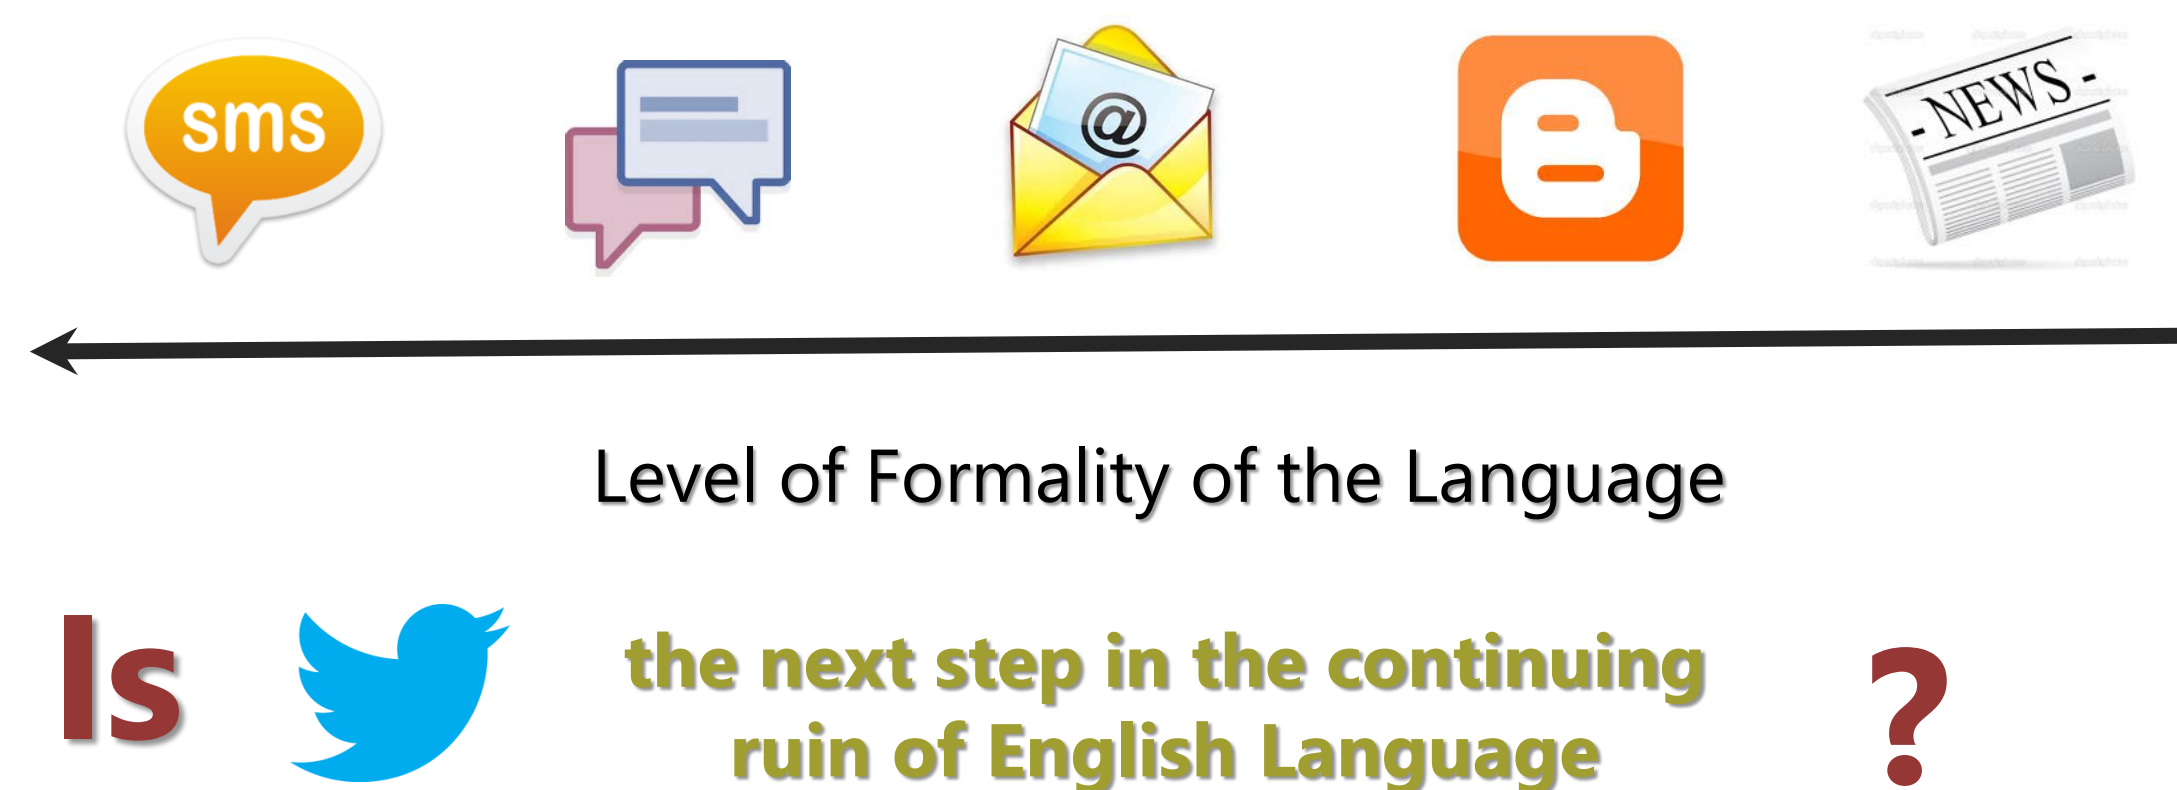 sms
@
- NEWS -
Level of Formality of the Language
Is
the next step in the continuing
ruin of English Language
?